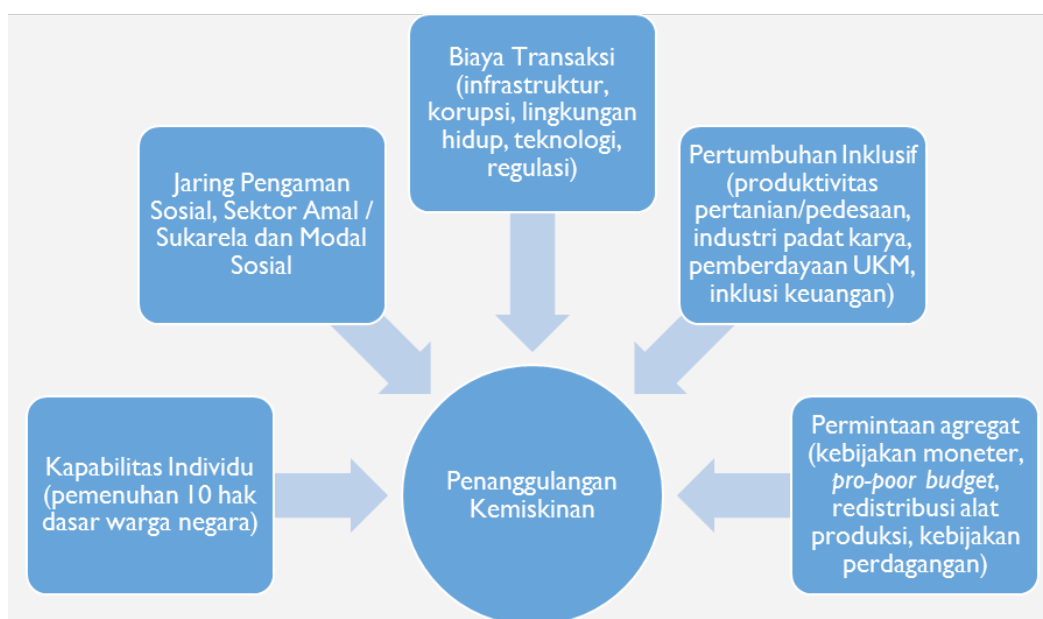 Biaya Transaksi
(infrastruktur,
korupsi, lingkungan
hidup, teknologi,
regulasi)
Jaring Pengaman
Sosial, Sektor Amal /
Sukarela dan Modal
Sosial
Pertumbuhan Inklusif
(produktivitas
pertanian/pedesaan,
industri padat karya,
pemberdayaan UKM,
inklusi keuangan)
Kapabilitas Individu
(pemenuhan 10 hak
dasar warga negara)
Penanggulangan
Kemiskinan
Permintaan agregat
(kebijakan moneter,
pro-poor budget,
redistribusi alat
produksi, kebijakan
perdagangan)